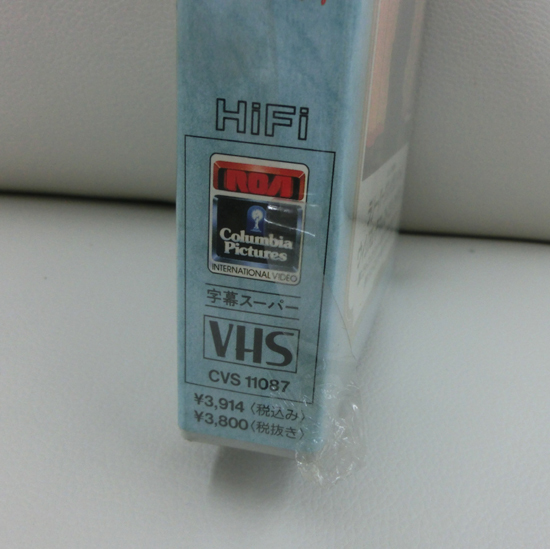 HiFi
RCA
Columbia
Pictures
INTERNATIONAL VIDEO
字幕スーパー
VHS
CVS 11087
¥3,914〈税込み〉
¥3,800〈税抜き〉